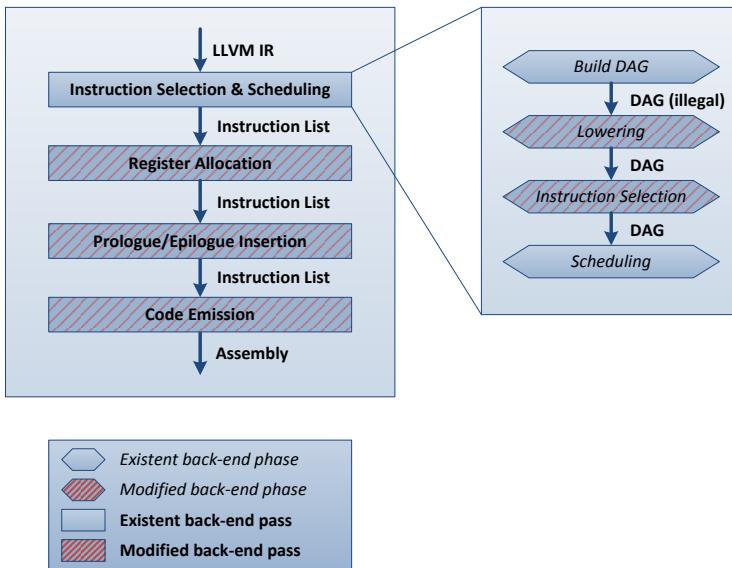 LLVM IR
Instruction Selection & Scheduling
Instruction List
Register Allocation
Instruction List
Prologue/Epilogue Insertion
Instruction List
Code Emission
Assembly
Build DAG
DAG (illegal)
Lowering
DAG
Instruction Selection
DAG
Scheduling
Existent back-end phase
Modified back-end phase
Existent back-end pass
Modified back-end pass